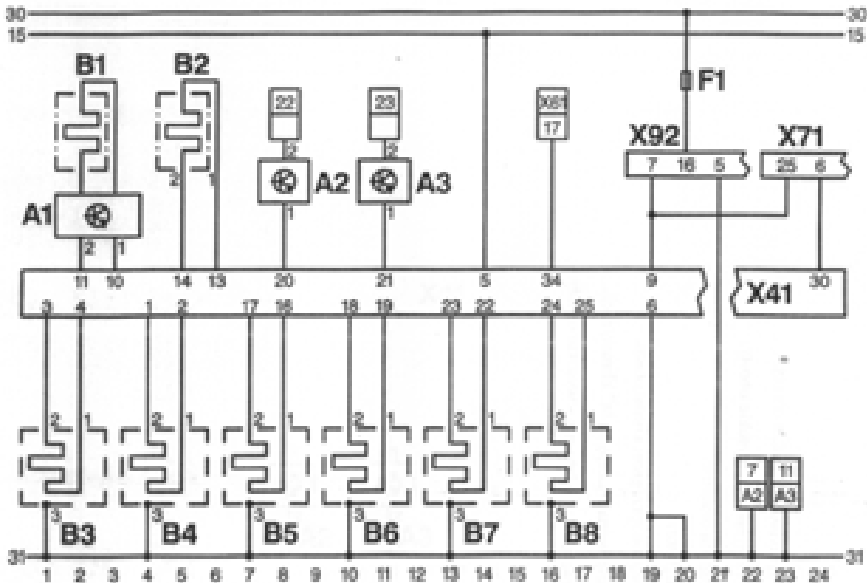 30 30
15 15
B1 B2 22 23 X61 17 F1
X92 X71
2 2 7 16 5 25 6
A1 2 1 A2 A3
2 1 1 1
11 10 14 13 20 21 5 34 9 30
X41
3 4 1 2 17 16 18 19 23 22 24 25 6
2 1 2 1 2 1 2 1 2 1 2 1
7 11
A2 A3
3 3 3 3 3 3
B3 B4 B5 B6 B7 B8
31 31
1 2 3 4 5 6 7 8 9 10 11 12 13 14 15 16 17 18 19 20 21 22 23 24